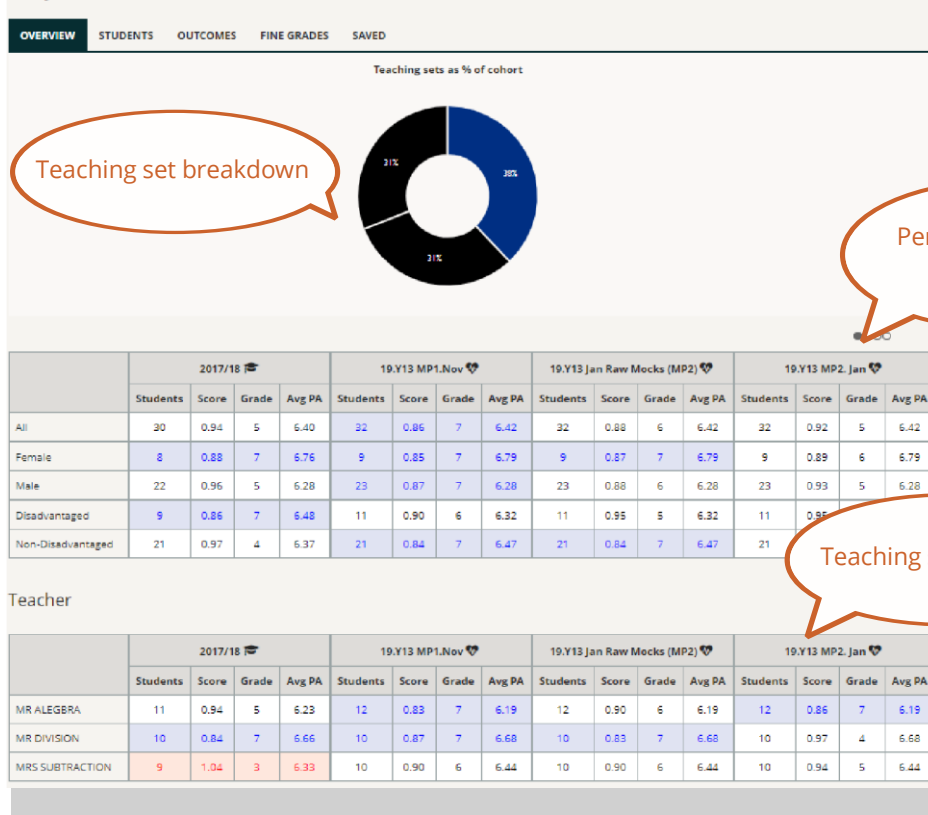 OVERVIEW STUDENTS OUTCOMES FINE GRADES SAVED
Teaching sets as % of cohort
Teaching set breakdown
31%
38%
31%
Per
2017/18 19.Y13 MP1.Nov 19.Y13 Jan Raw Mocks (MP2) 19.Y13 MP2. Jan
Students Score Grade Avg PA Students Score Grade Avg PA Students Score Grade Avg PA Students Score Grade Avg PA
All 30 0.94 5 6.40 32 0.86 7 6.42 32 0.88 6 6.42 32 0.92 5 6.42
Female 8 0.88 7 6.76 9 0.85 7 6.79 9 0.87 7 6.79 9 0.89 6 6.79
Male 22 0.96 5 6.28 23 0.87 7 6.28 23 0.88 6 6.28 23 0.93 5 6.28
Disadvantaged 9 0.86 7 6.48 11 0.90 6 6.32 11 0.95 5 6.32 11
Non-Disadvantaged 21 0.97 4 6.37 21 0.84 7 6.47 21 0.84 7 6.47 21
Teaching
Teacher
2017/18 19.Y13 MP1.Nov 19.Y13 Jan Raw Mocks (MP2) 19.Y13 MP2. Jan
Students Score Grade Avg PA Students Score Grade Avg PA Students Score Grade Avg PA Students Score Grade Avg PA
MR ALEGBRA 11 0.94 5 6.23 12 0.83 7 6.19 12 0.90 6 6.19 12 0.86 7 6.19
MR DIVISION 10 0.84 7 6.66 10 0.87 7 6.68 10 0.83 7 6.68 10 0.97 4 6.68
MRS SUBTRACTION 9 1.04 3 6.33 10 0.90 6 6.44 10 0.90 6 6.44 10 0.94 5 6.44